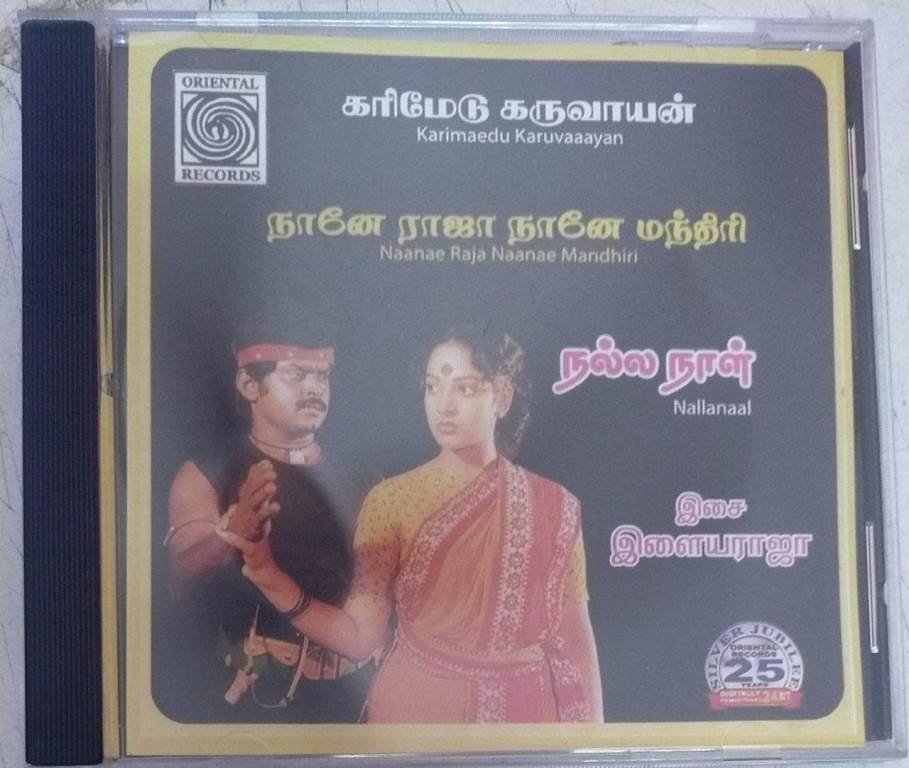 ORIENTAL
RECORDS
கரிமேடு கருவாயன்
Karimaedu Karuvaaayan
நானே ராஜா நானே மந்திரி
Naanae Raja Naanae Mandhiri
நல்ல நாள்
Nallanaal
இசை
இளையராஜா
SILVER JUBILEE
ORIENTAL
RECORDS
25
YEARS
DIGITALLY